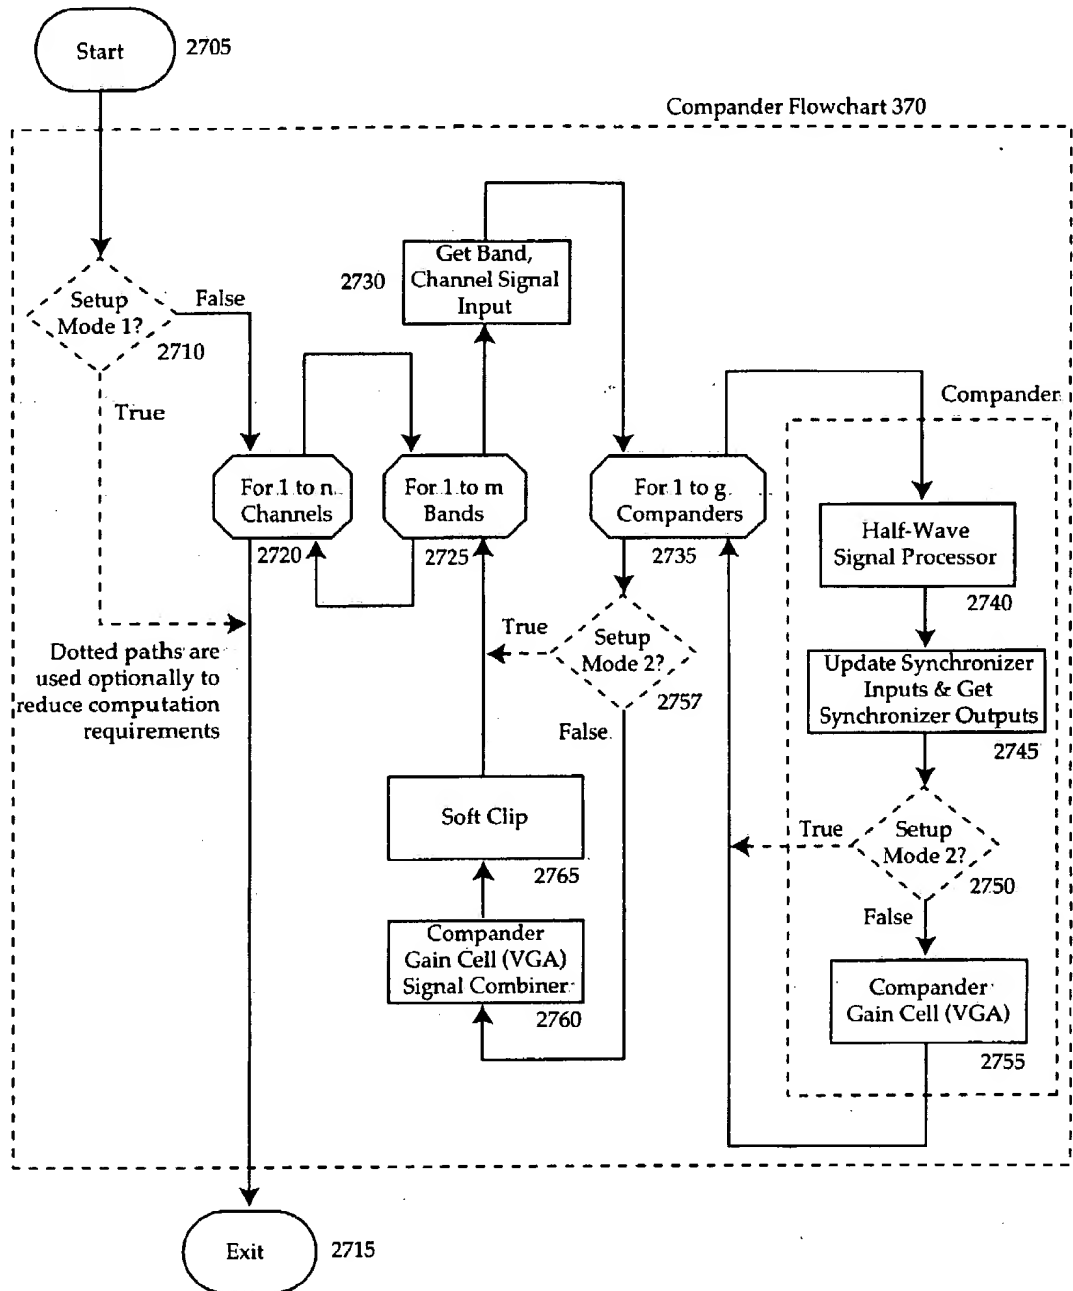 Start
2705
Compander Flowchart 370
Setup
Mode 1?
2710
False
True
2730
Get Band,
Channel Signal
Input
For 1 to n
Channels
2720
For 1 to m
Bands
2725
For 1 to g
Companders
2735
Compander
Half-Wave
Signal Processor
2740
Update Synchronizer
Inputs & Get
Synchronizer Outputs
2745
Setup
Mode 2?
2750
True
False
Compander
Gain Cell (VGA)
2755
Setup
Mode 2?
2757
True
False
Dotted paths are
used optionally to
reduce computation
requirements
Soft Clip
2765
Compander
Gain Cell (VGA)
Signal Combiner
2760
Exit
2715